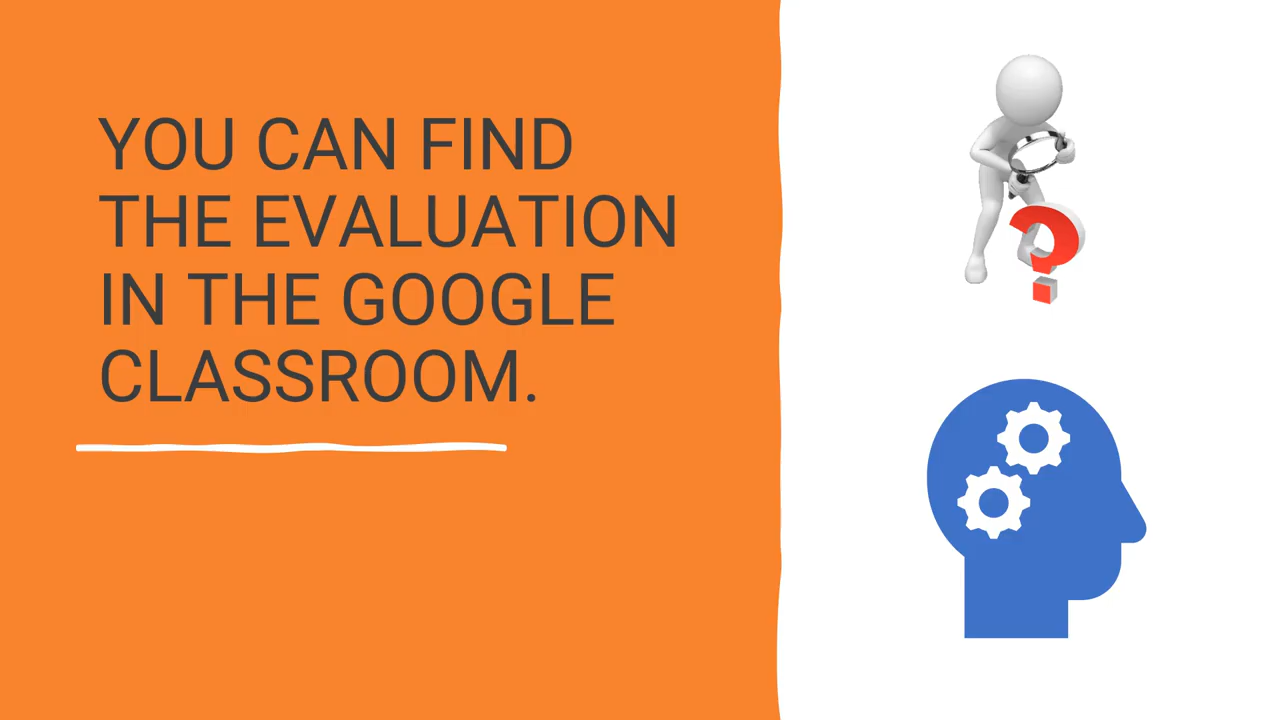 YOU CAN FIND
THE EVALUATION
IN THE GOOGLE
CLASSROOM.
?